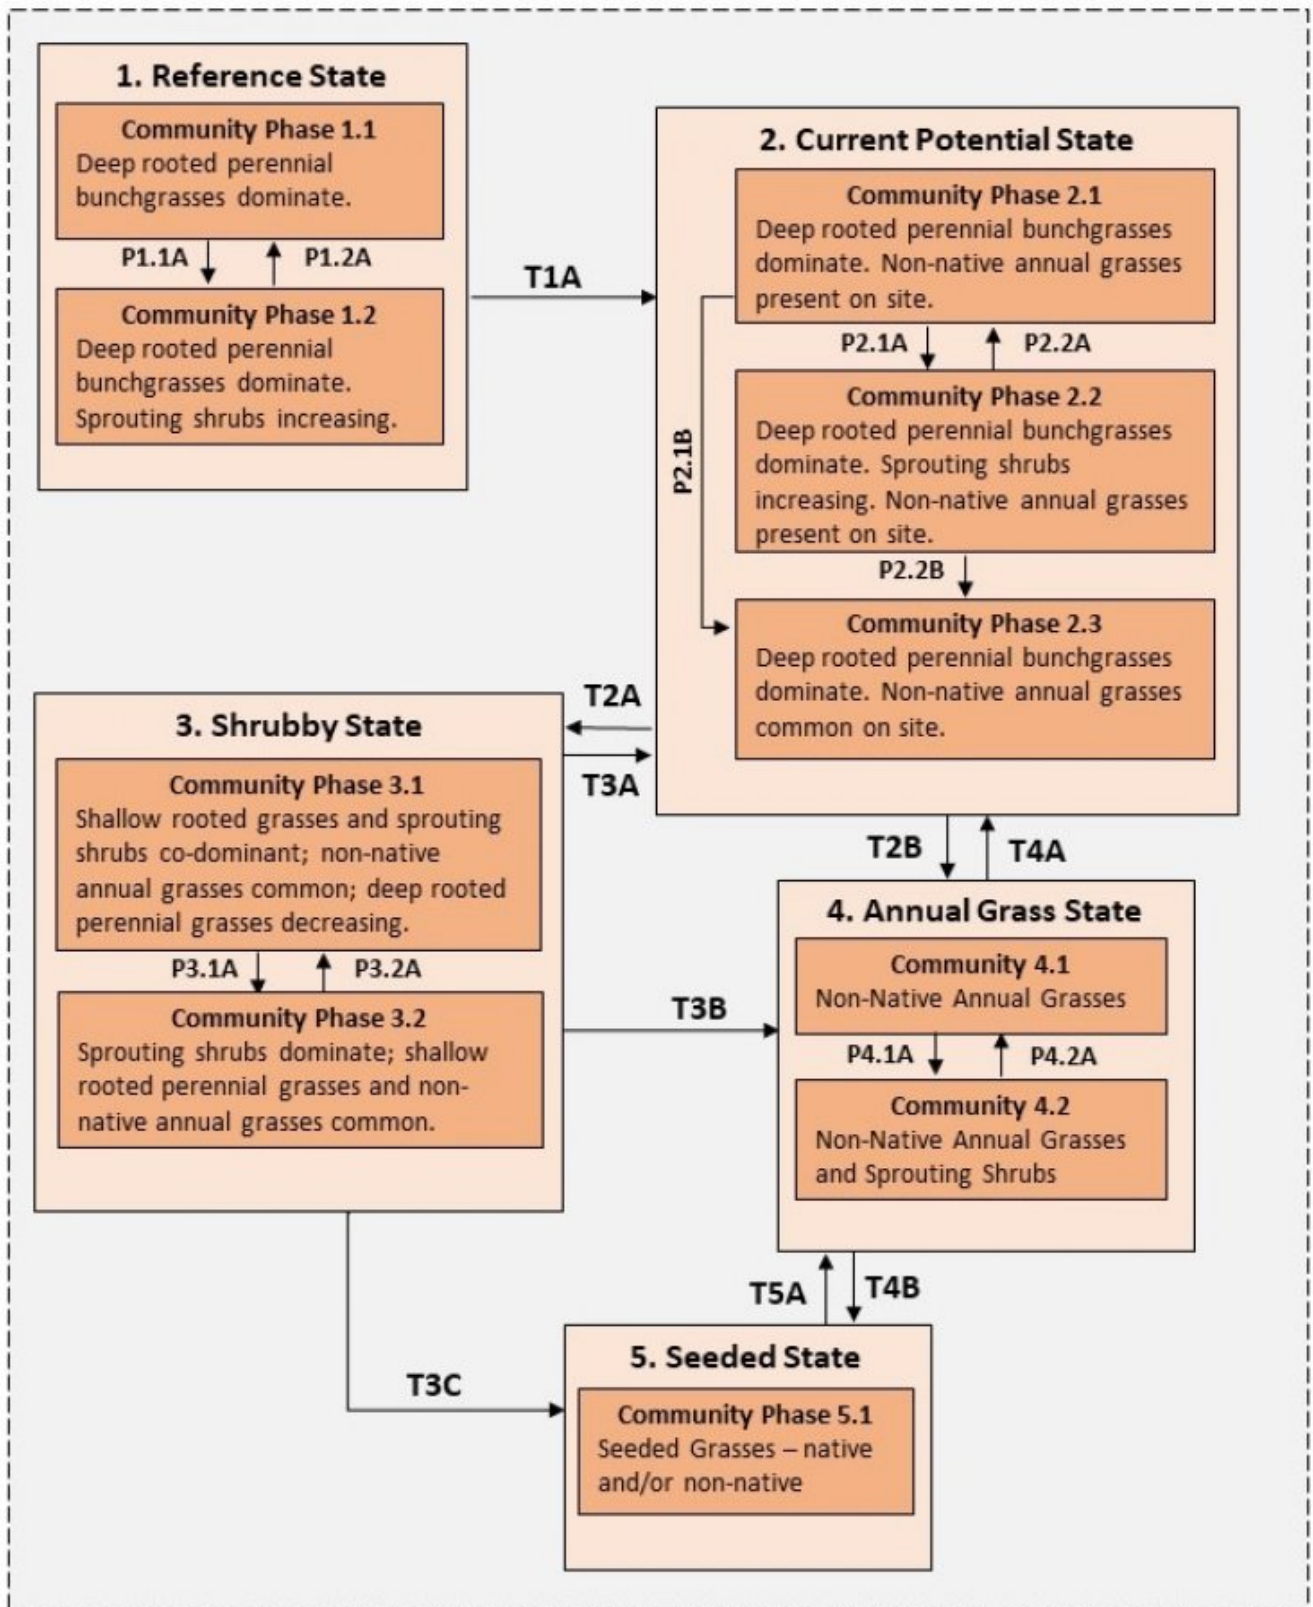 1. Reference State
Community Phase 1.1
Deep rooted perennial
bunchgrasses dominate.
P1.1A
P1.2A
Community Phase 1.2
Deep rooted perennial
bunchgrasses dominate.
Sprouting shrubs increasing.
T1A
2. Current Potential State
Community Phase 2.1
Deep rooted perennial bunchgrasses
dominate. Non-native annual grasses
present on site.
P2.1A
P2.2A
P2.1B
Community Phase 2.2
Deep rooted perennial bunchgrasses
dominate. Sprouting shrubs
increasing. Non-native annual grasses
present on site.
P2.2B
Community Phase 2.3
Deep rooted perennial bunchgrasses
dominate. Non-native annual grasses
common on site.
T2A
T3A
3. Shrubby State
Community Phase 3.1
Shallow rooted grasses and sprouting
shrubs co-dominant; non-native
annual grasses common; deep rooted
perennial grasses decreasing.
P3.1A
P3.2A
Community Phase 3.2
Sprouting shrubs dominate; shallow
rooted perennial grasses and non-
native annual grasses common.
T2B
T4A
T3B
4. Annual Grass State
Community 4.1
Non-Native Annual Grasses
P4.1A
P4.2A
Community 4.2
Non-Native Annual Grasses
and Sprouting Shrubs
T5A
T4B
T3C
5. Seeded State
Community Phase 5.1
Seeded Grasses – native
and/or non-native